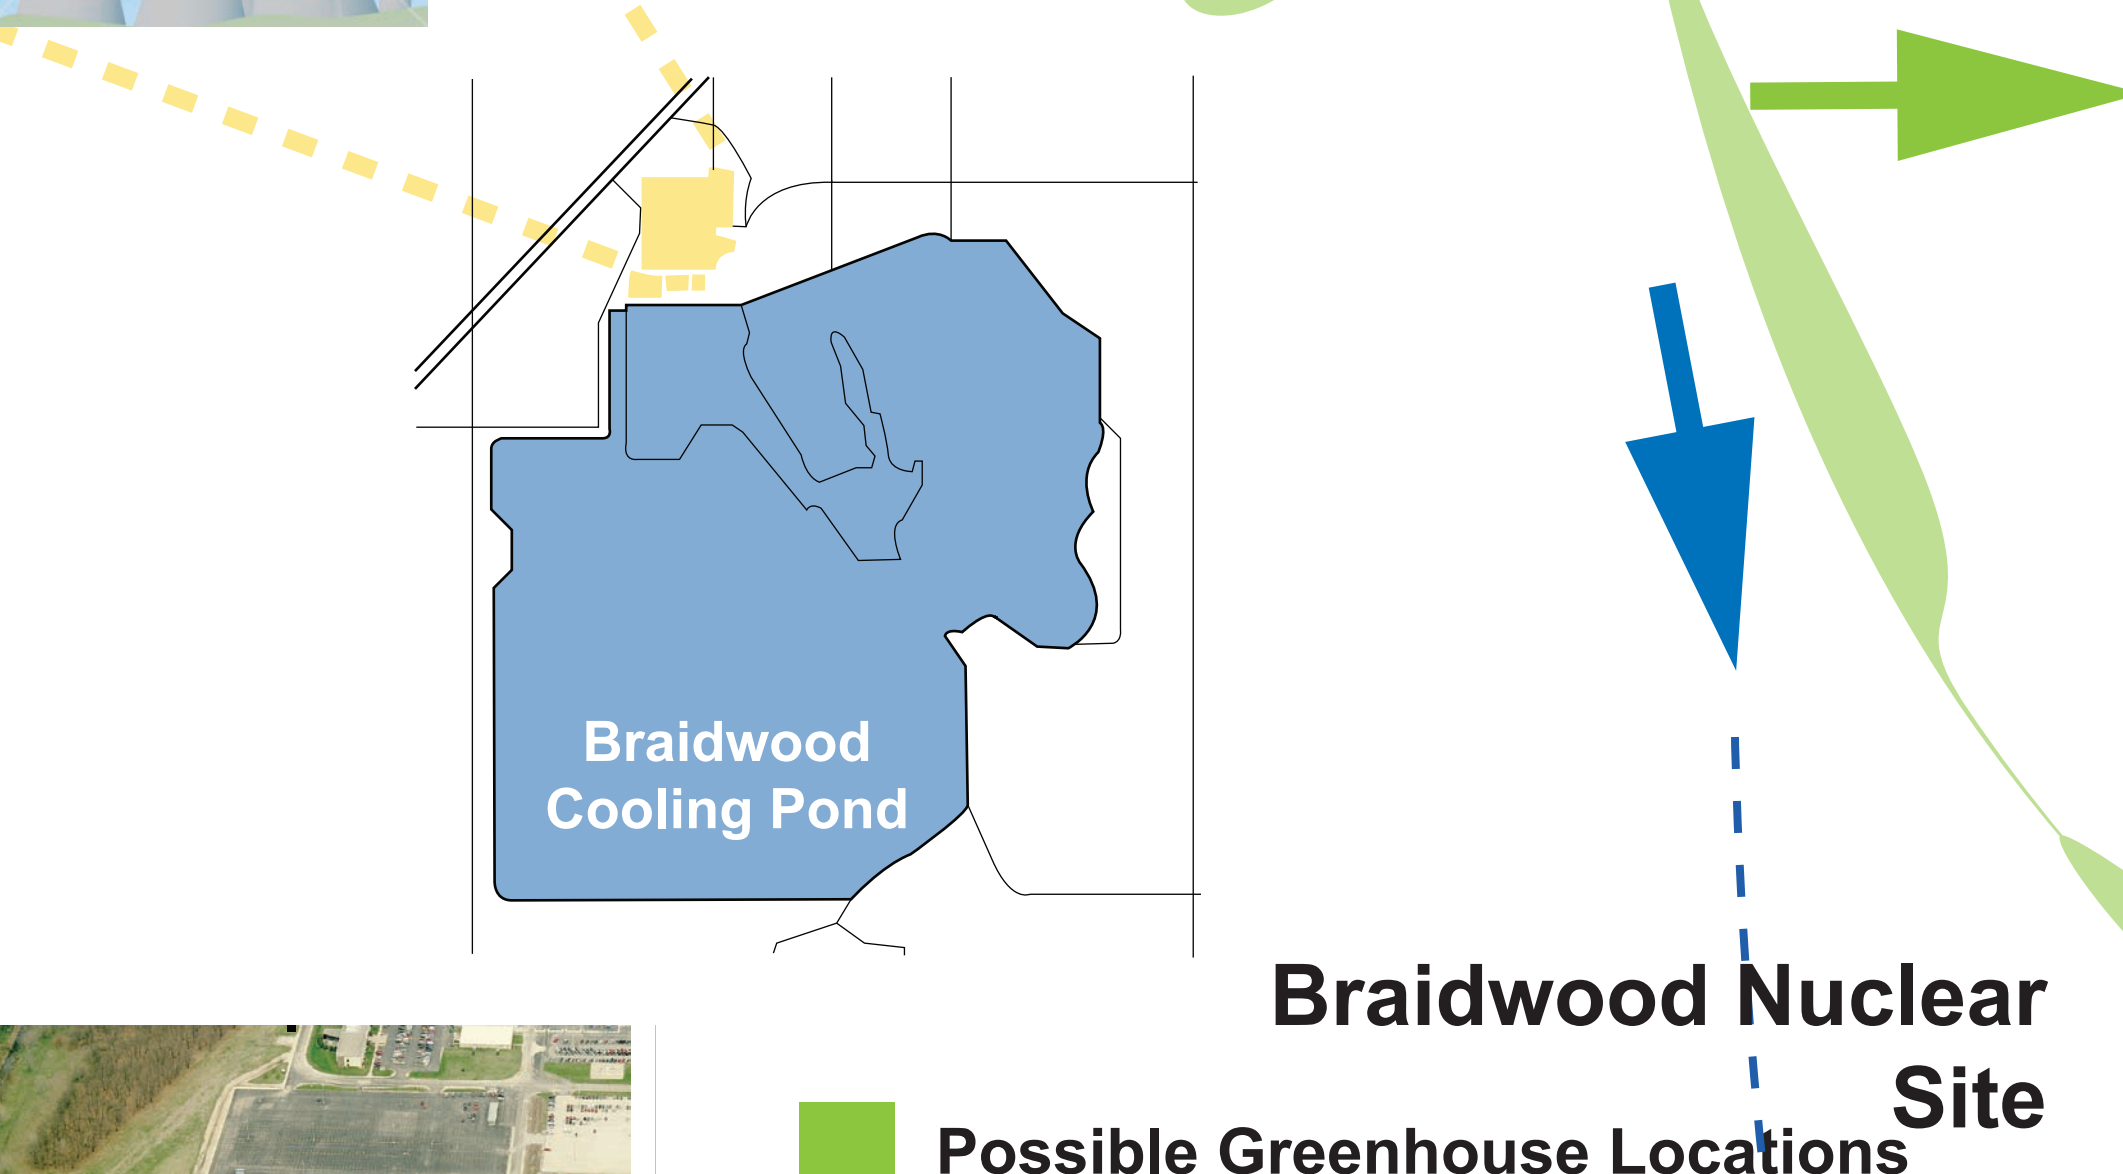 Braidwood
Cooling Pond
Braidwood Nuclear
Site
Possible Greenhouse Locations